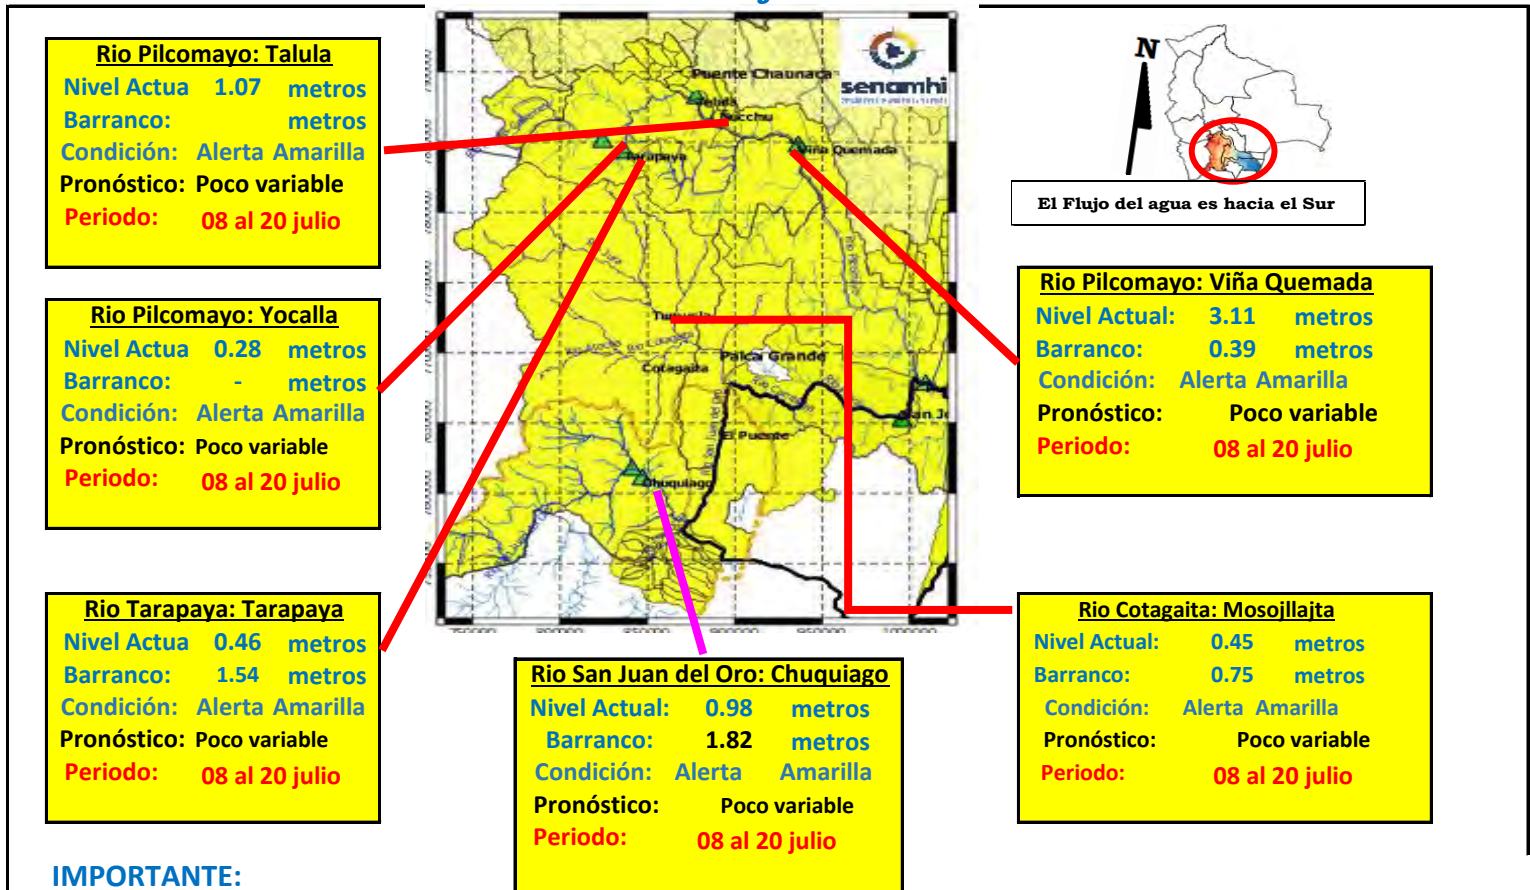 Rio Pilcomayo: Talula
Nivel Actua 1.07 metros
Barranco: metros
Condición: Alerta Amarilla
Pronóstico: Poco variable
Periodo: 08 al 20 julio
Rio Pilcomayo: Yocalla
Nivel Actua 0.28 metros
Barranco: - metros
Condición: Alerta Amarilla
Pronóstico: Poco variable
Periodo: 08 al 20 julio
Rio Tarapaya: Tarapaya
Nivel Actua 0.46 metros
Barranco: 1.54 metros
Condición: Alerta Amarilla
Pronóstico: Poco variable
Periodo: 08 al 20 julio
senamhi
Puente Chaunaca
Talula
Tarapaya
Viña Quemada
Palca Grande
Cotagaita
El Puente
Chuquiago
Rio San Juan del Oro: Chuquiago
Nivel Actual: 0.98 metros
Barranco: 1.82 metros
Condición: Alerta Amarilla
Pronóstico: Poco variable
Periodo: 08 al 20 julio
N
El Flujo del agua es hacia el Sur
Rio Pilcomayo: Viña Quemada
Nivel Actual: 3.11 metros
Barranco: 0.39 metros
Condición: Alerta Amarilla
Pronóstico: Poco variable
Periodo: 08 al 20 julio
Rio Cotagaita: Mosojllajta
Nivel Actual: 0.45 metros
Barranco: 0.75 metros
Condición: Alerta Amarilla
Pronóstico: Poco variable
Periodo: 08 al 20 julio
IMPORTANTE: